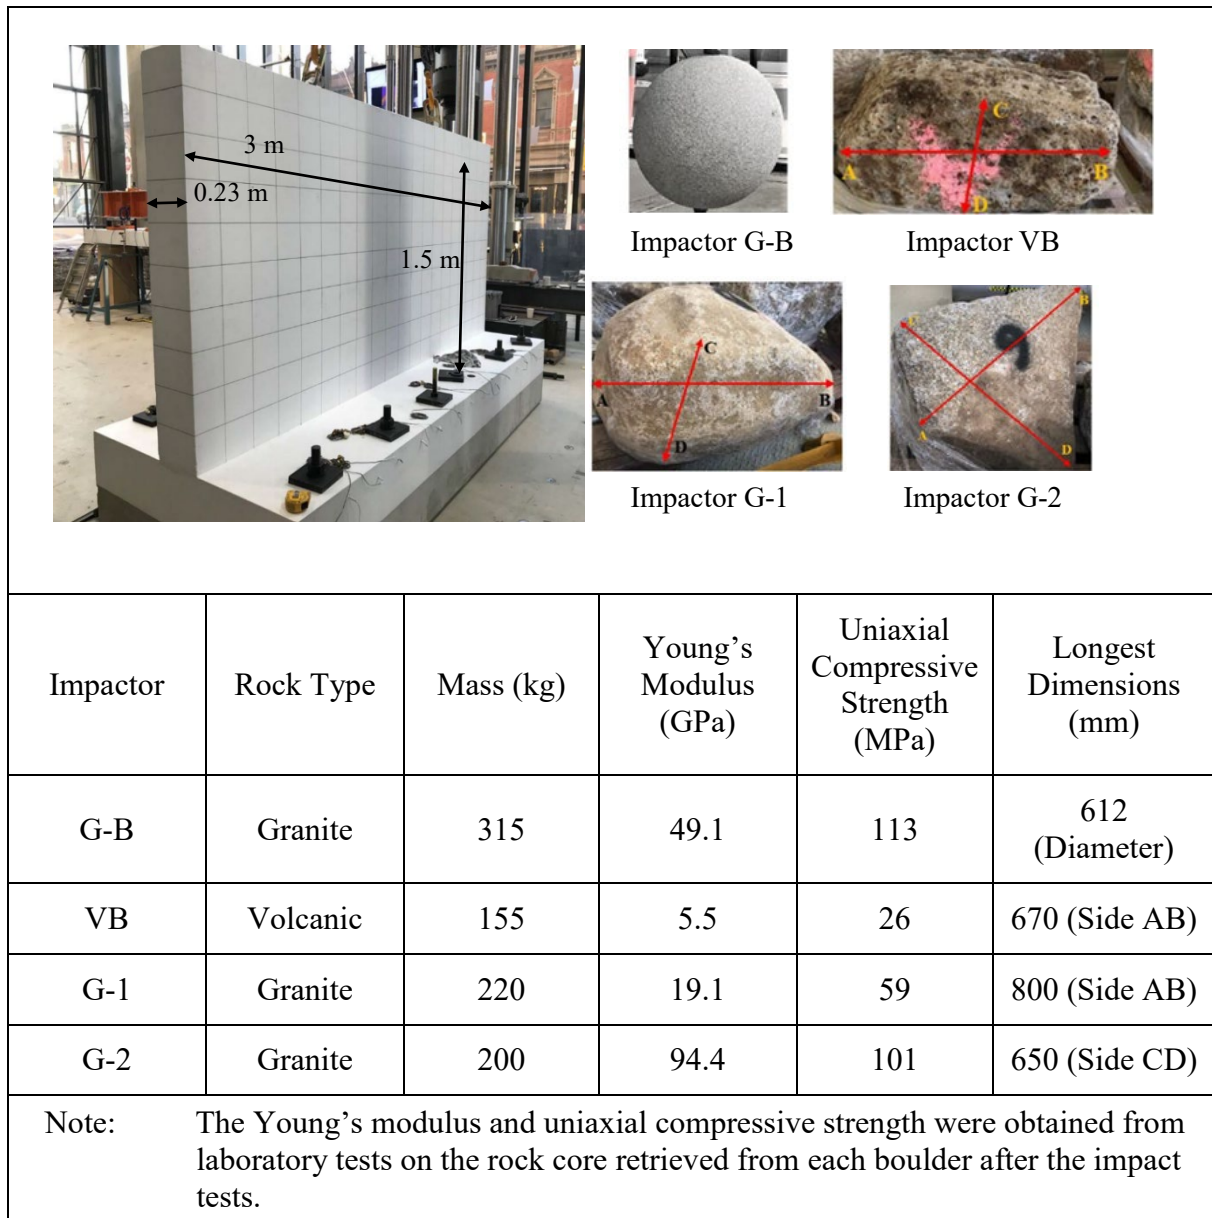 3 m
0.23 m
1.5 m
Impactor G-B
Impactor VB
A
B
C
D
Impactor G-1
Impactor G-2
A
B
C
D
A
B
C
D
Impactor
Rock Type
Mass (kg)
Young’s
Modulus
(GPa)
Uniaxial
Compressive
Strength
(MPa)
Longest
Dimensions
(mm)
G-B
Granite
315
49.1
113
612
(Diameter)
VB
Volcanic
155
5.5
26
670 (Side AB)
G-1
Granite
220
19.1
59
800 (Side AB)
G-2
Granite
200
94.4
101
650 (Side CD)
Note: The Young’s modulus and uniaxial compressive strength were obtained from
laboratory tests on the rock core retrieved from each boulder after the impact
tests.